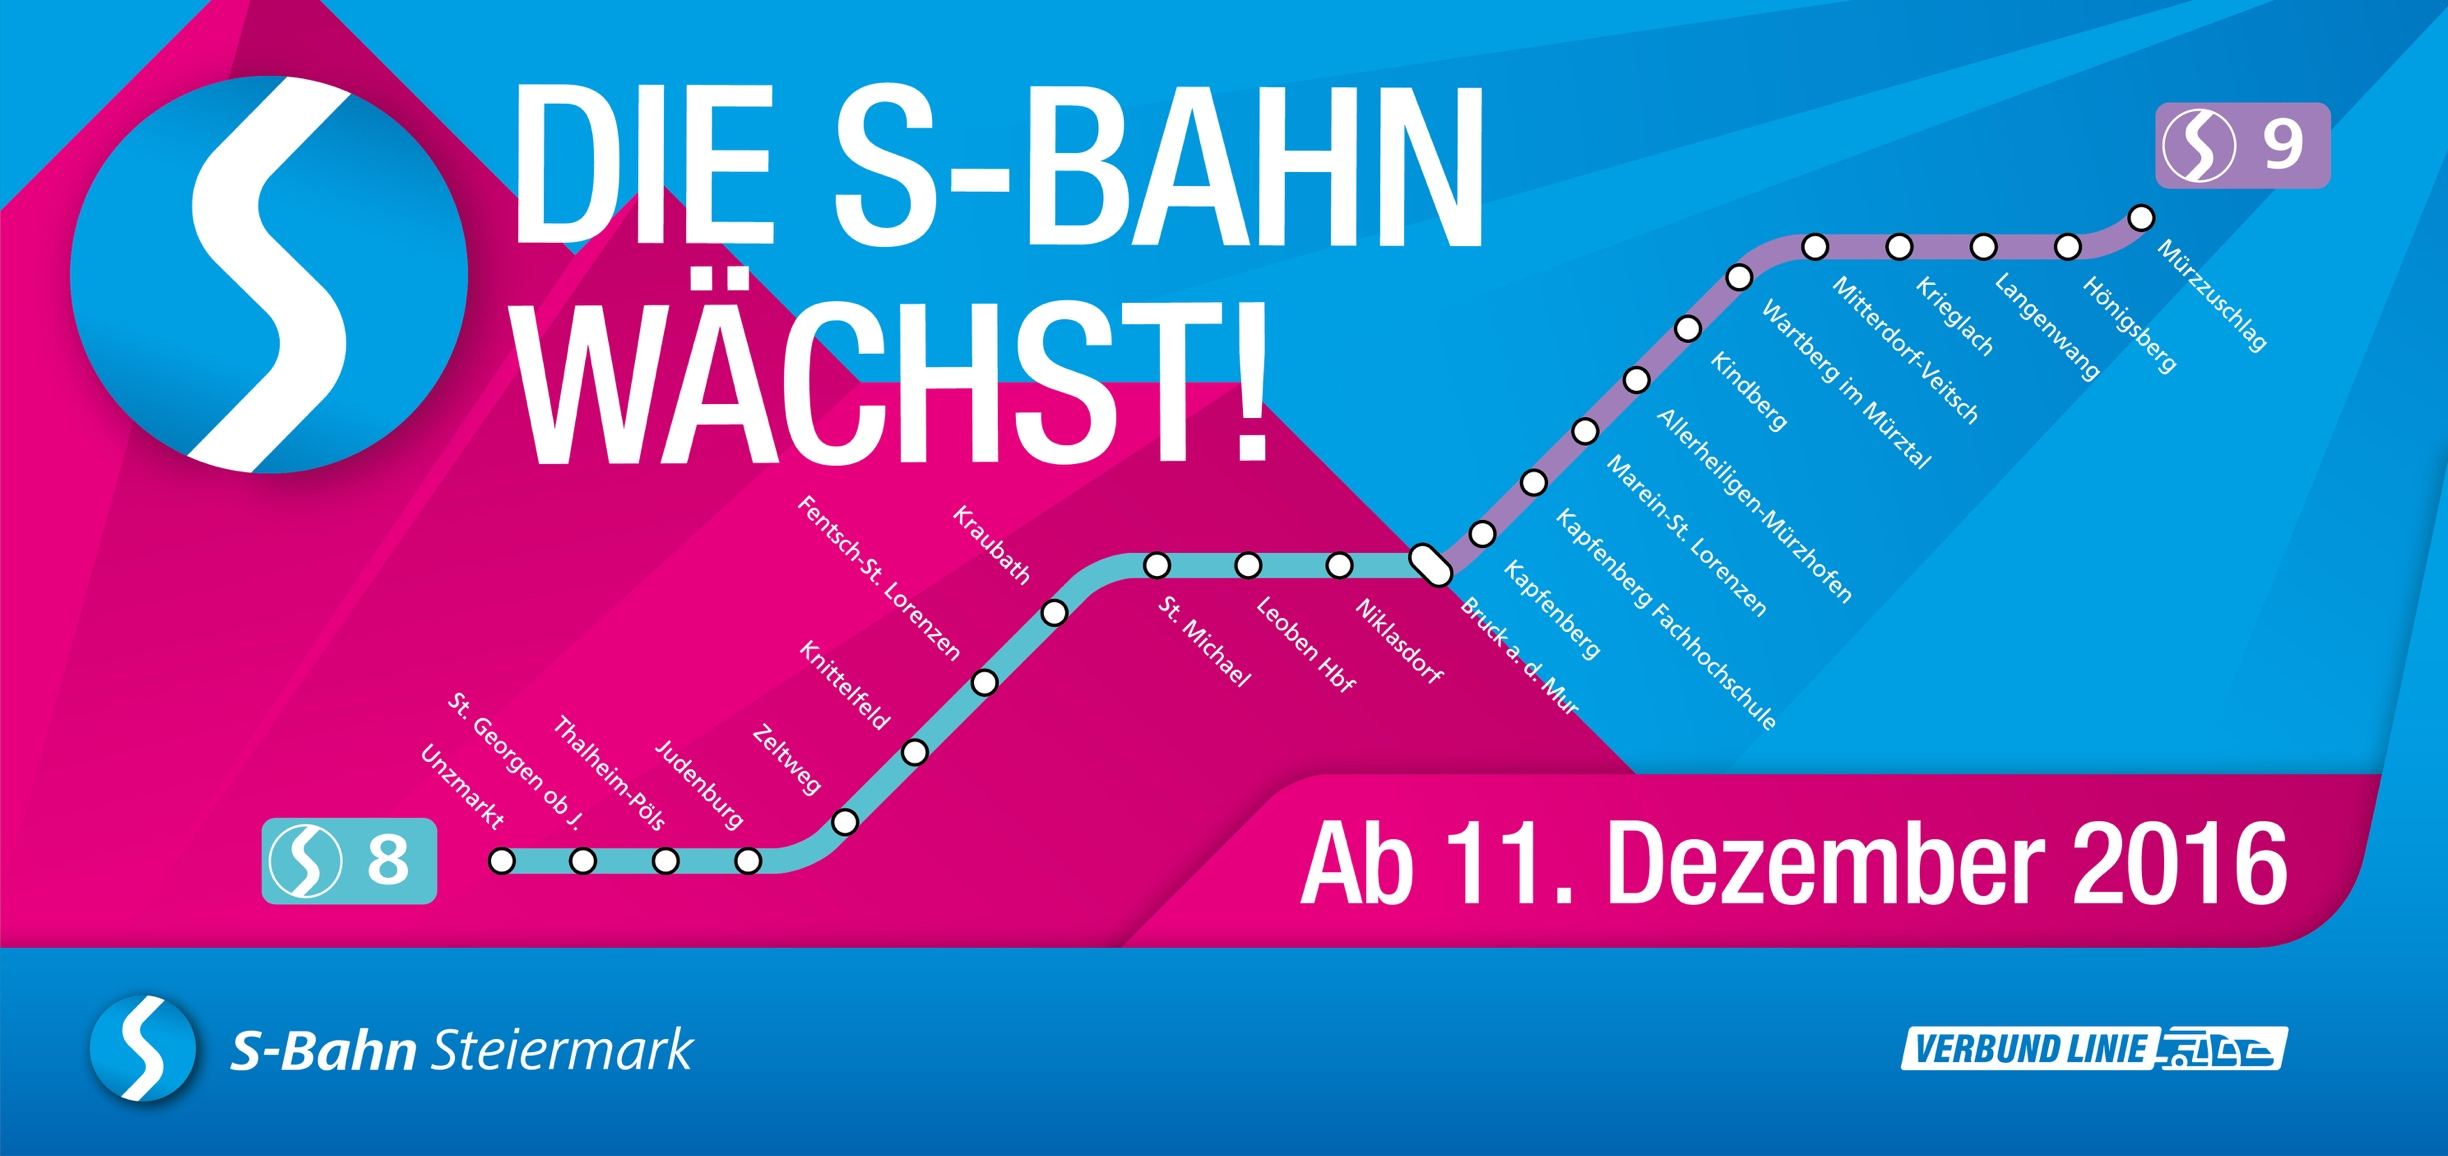 DIE S-BAHN
WÄCHST!
9
Mürzzuschlag
Hönigsberg
Langenwang
Krieglach
Mitterdorf-Veitsch
Wartberg im Mürztal
Kindberg
Allerheiligen-Mürzhofen
Marein-St. Lorenzen
Kapfenberg Fachhochschule
Kapfenberg
Bruck a. d. Mur
Niklasdorf
Leoben Hbf
St. Michael
Kraubath
Fentsch-St. Lorenzen
Knittelfeld
Zeltweg
Judenburg
Thalheim-Pöls
St. Georgen ob J.
Unzmarkt
8
Ab 11. Dezember 2016
S-Bahn Steiermark
VERBUND LINIE